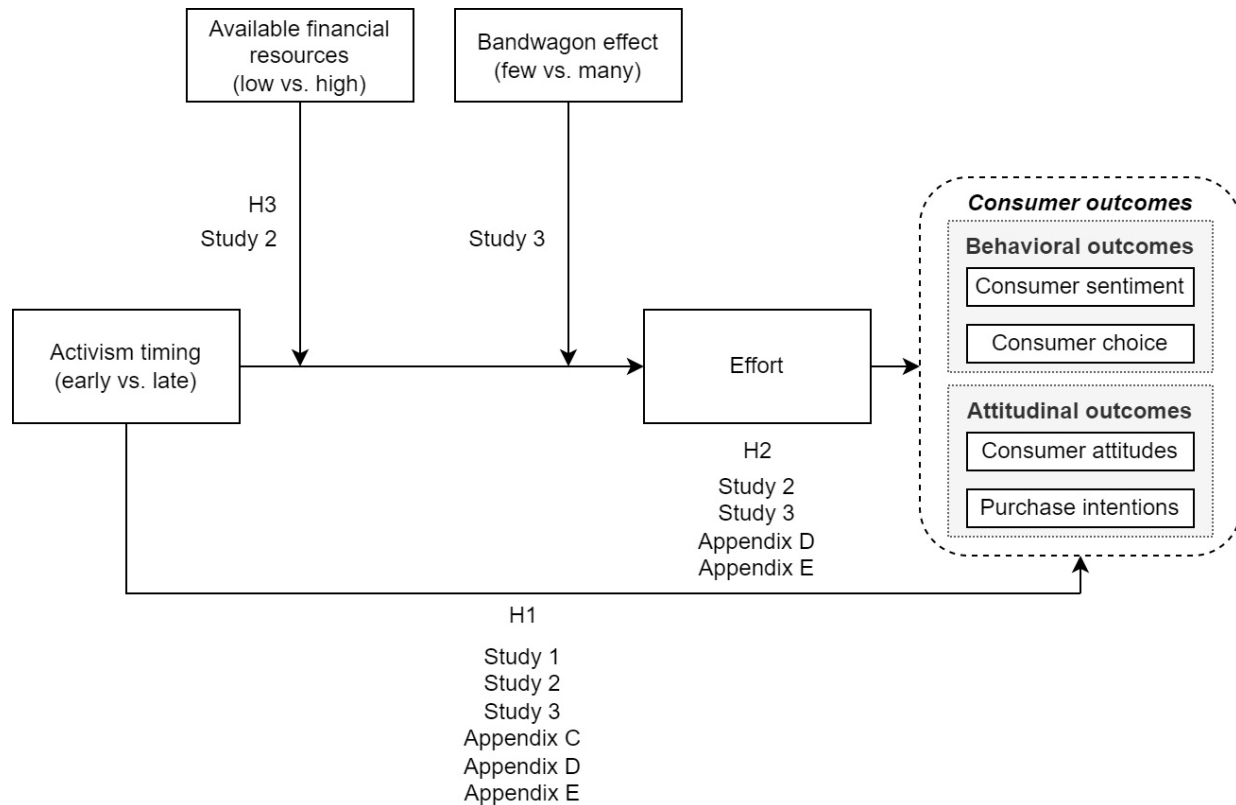 Available financial
resources
(low vs. high)
Bandwagon effect
(few vs. many)
H3
Study 2
Study 3
Activism timing
(early vs. late)
Effort
H2
Study 2
Study 3
Appendix D
Appendix E
Consumer outcomes
Behavioral outcomes
Consumer sentiment
Consumer choice
Attitudinal outcomes
Consumer attitudes
Purchase intentions
H1
Study 1
Study 2
Study 3
Appendix C
Appendix D
Appendix E